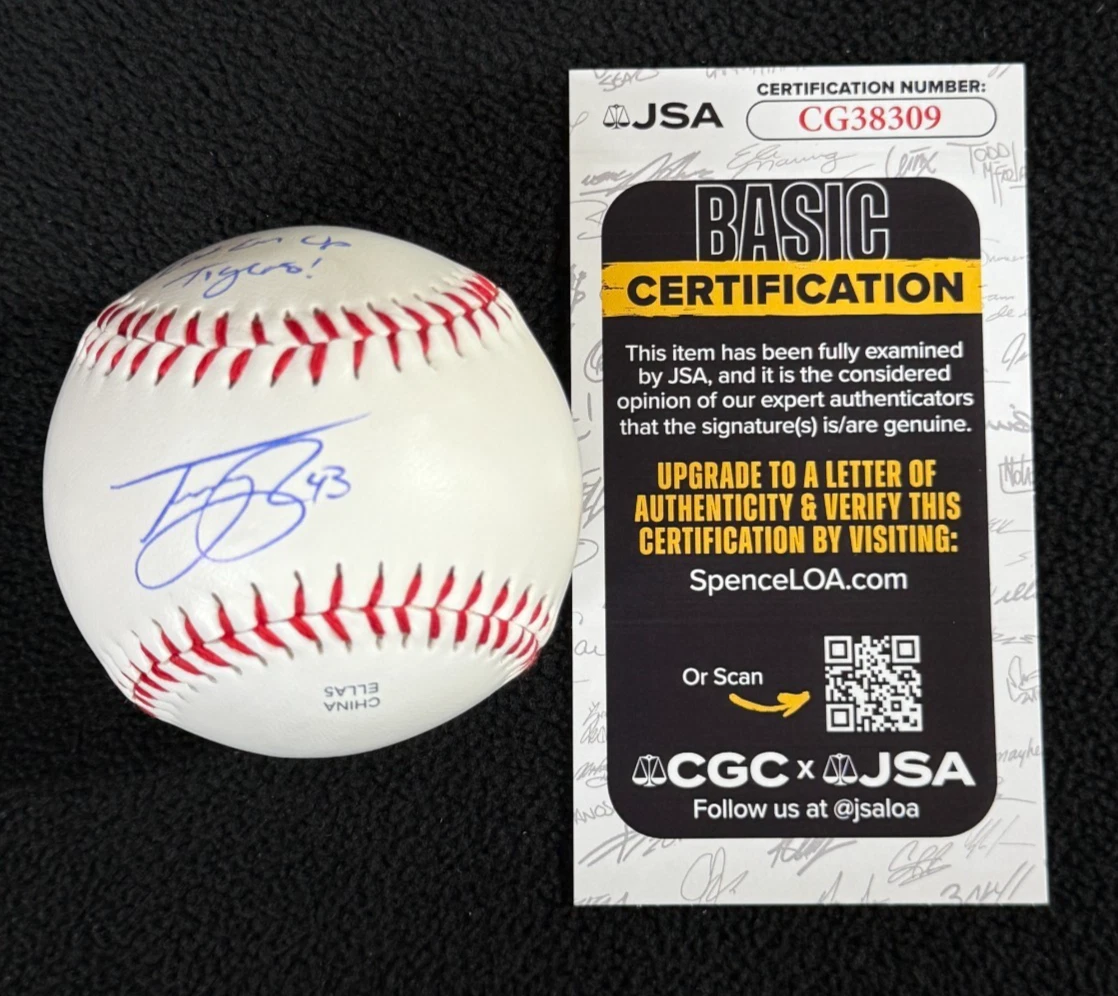 Tigers!
43
CHINA
ELLAS
JSA
CERTIFICATION NUMBER:
CG38309
BASIC
CERTIFICATION
This item has been fully examined
by JSA, and it is the considered
opinion of our expert authenticators
that the signature(s) is/are genuine.
UPGRADE TO A LETTER OF
AUTHENTICITY & VERIFY THIS
CERTIFICATION BY VISITING:
SpenceLOA.com
Or Scan
CGC x JSA
Follow us at @jsaloa